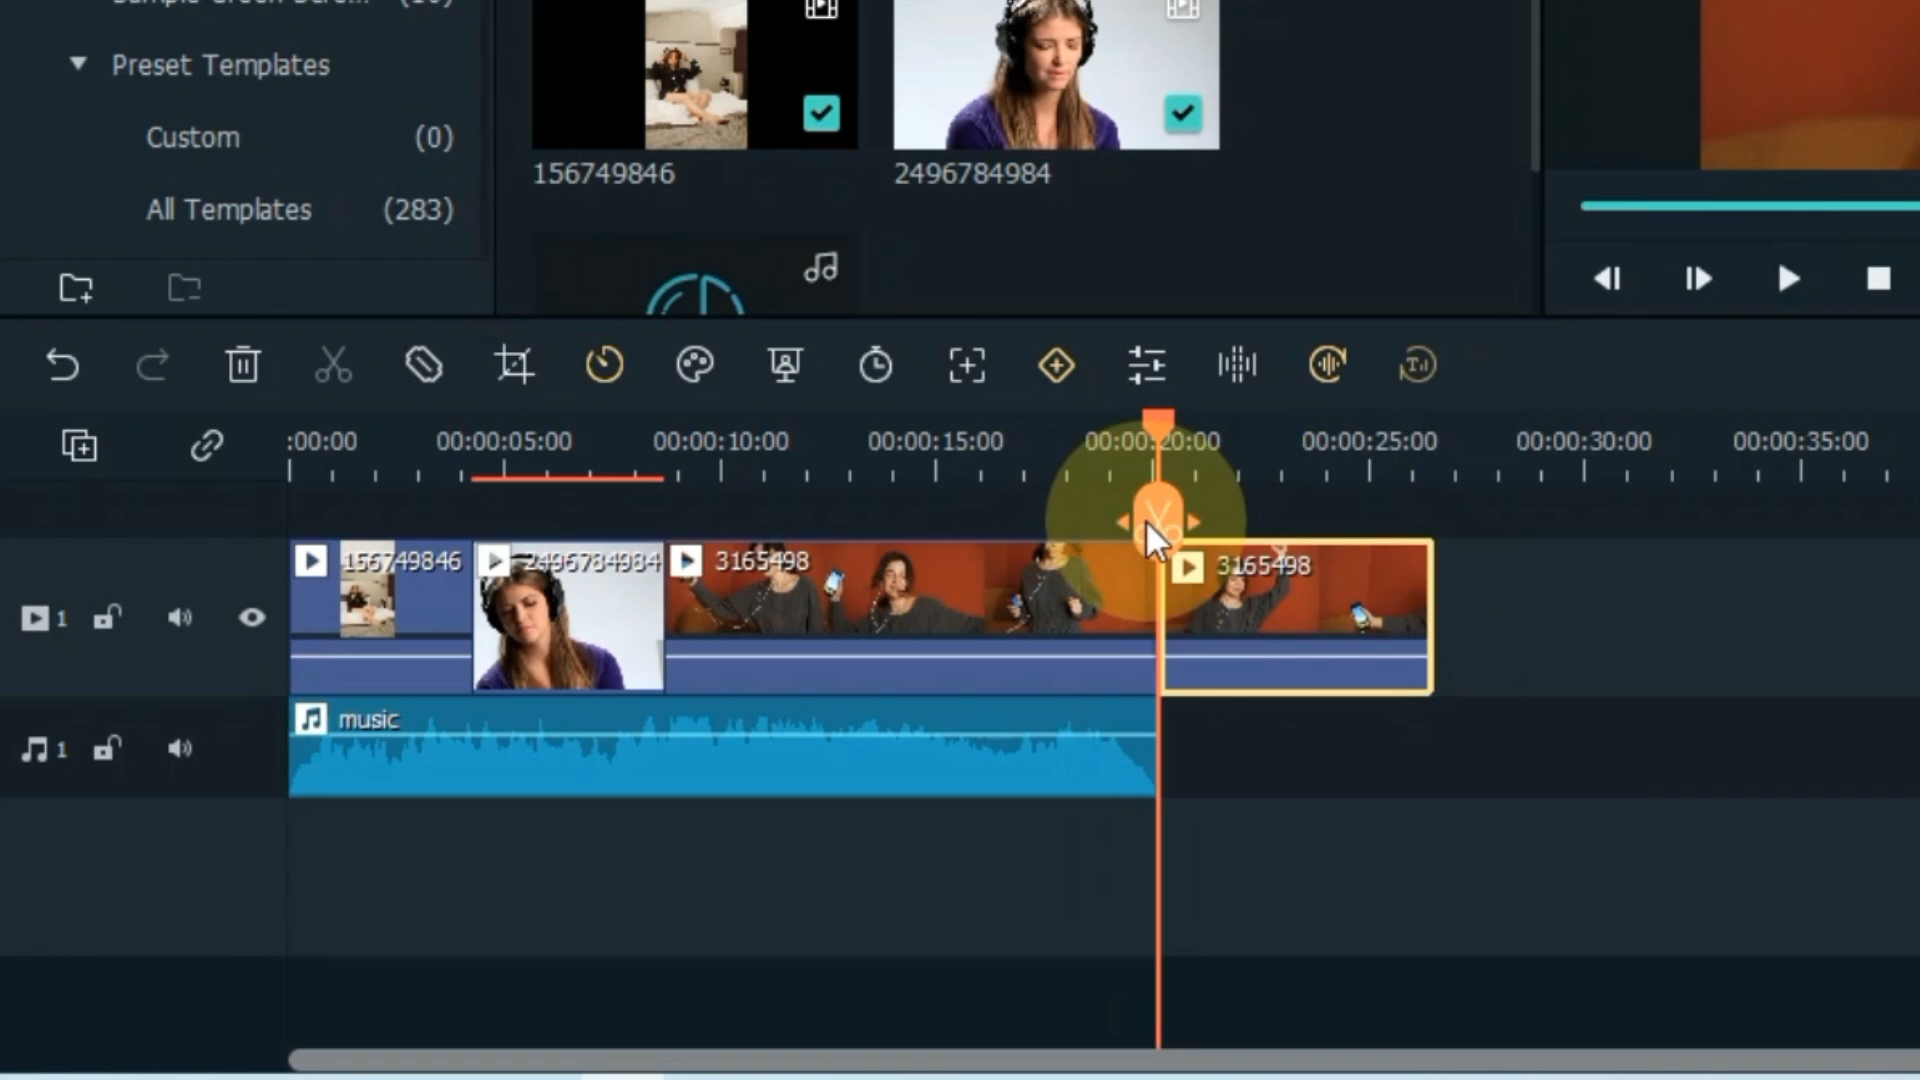 Preset Templates
Custom (0)
All Templates (283)
156749846
2496784984
:00:00 00:00:05:00 00:00:10:00 00:00:15:00 00:00:20:00 00:00:25:00 00:00:30:00 00:00:35:00
156749846 2496784984 3165498 3165498
1
music
1